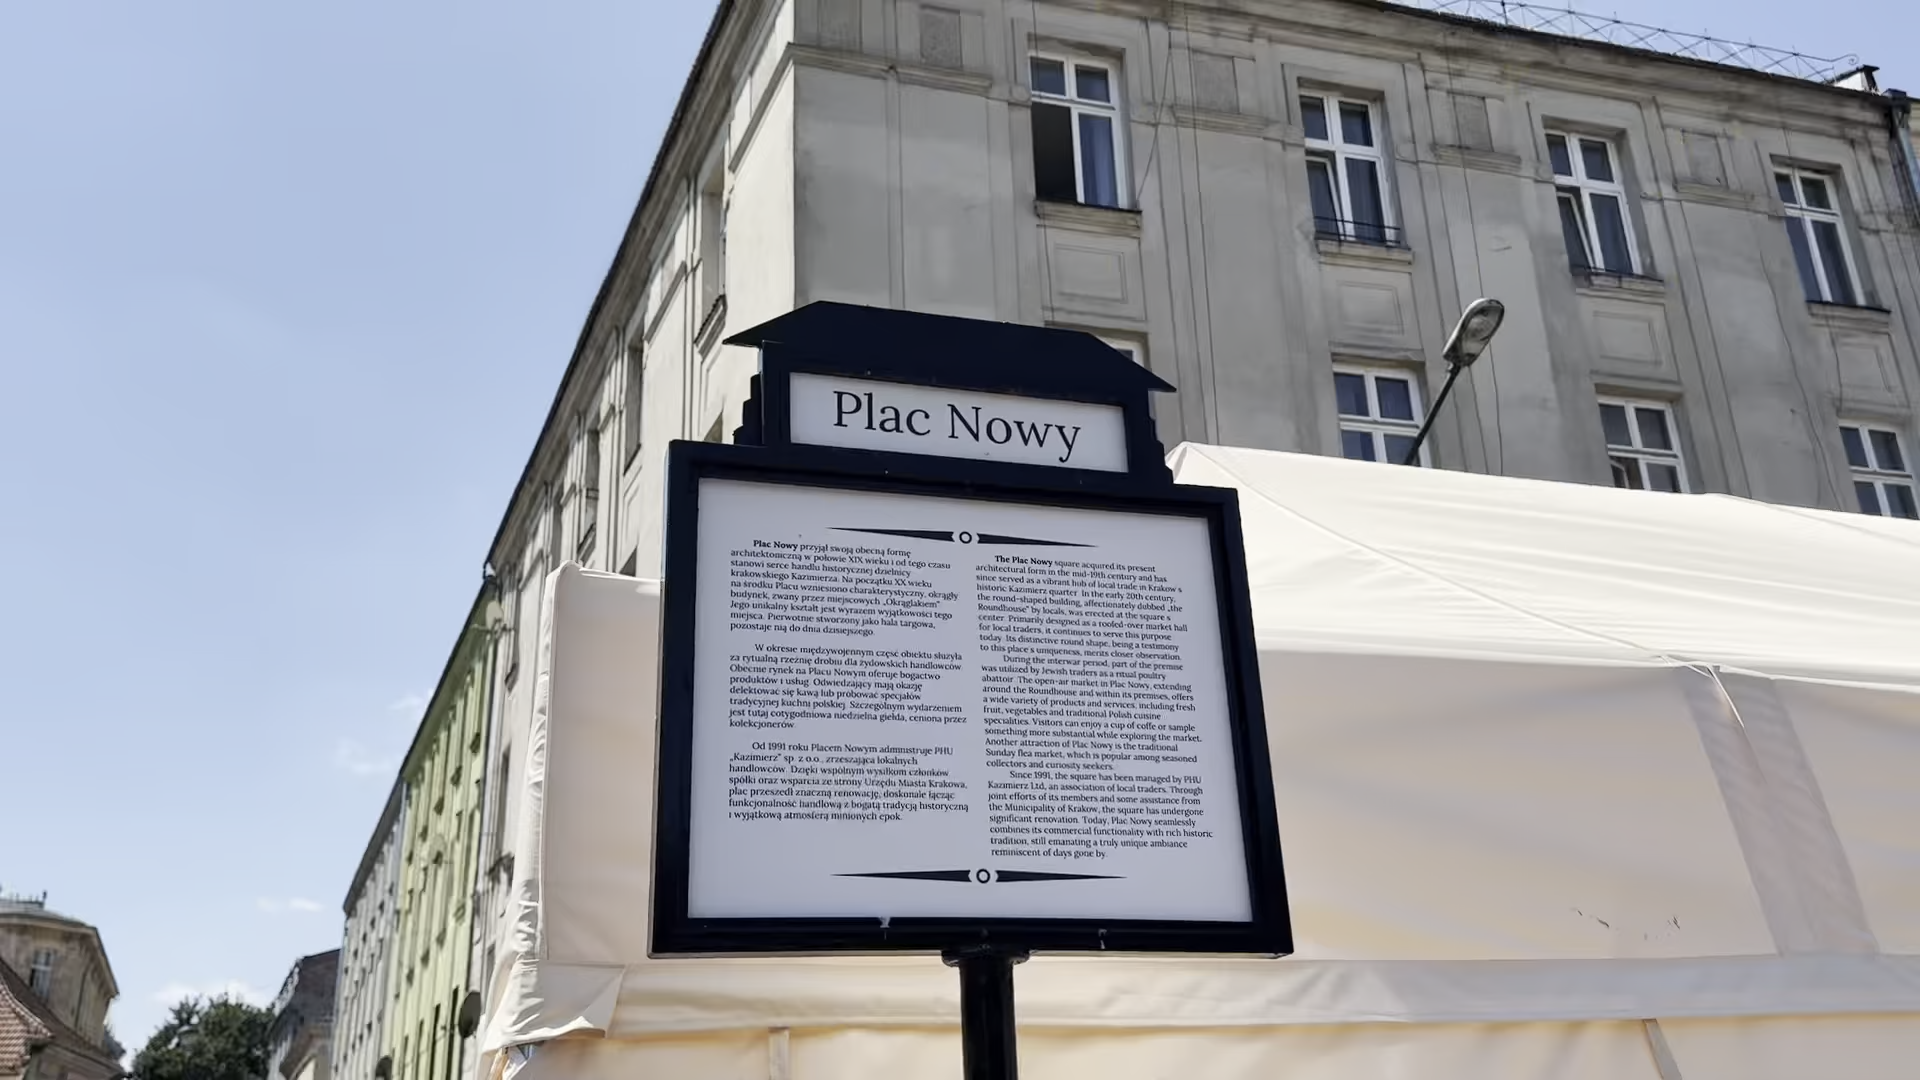 Plac Nowy
Plac Nowy przyjął swoją obecną formę
architektoniczną w połowie XIX wieku i od tego czasu
stanowi serce handlu historycznej dzielnicy
krakowskiego Kazimierza. Na początku XX wieku
na środku Placu wzniesiono charakterystyczny, okrągły
budynek, zwany przez miejscowych „Okrąglakiem”
Jego unikalny kształt jest wyrazem wyjątkowości tego
miejsca. Pierwotnie stworzony jako hala targowa,
pozostaje nią do dnia dzisiejszego.
W okresie międzywojennym część obiektu służyła
za rytualną rzeźnię drobiu dla żydowskich handlowców
Obecnie rynek na Placu Nowym oferuje bogactwo
produktów i usług. Odwiedzający mają okazję
delektować się kawą lub próbować specjałów
tradycyjnej kuchni polskiej. Szczególnym wydarzeniem
jest tutaj cotygodniowa niedzielna giełda, ceniona przez
kolekcjonerów.
Od 1991 roku Placem Nowym administruje PHU
„Kazimierz” sp. z o.o., zrzeszająca lokalnych
handlowców. Dzięki wspólnym wysiłkom członków
spółki oraz wsparciu ze strony Urzędu Miasta Krakowa,
plac przeszedł znaczną renowację, doskonale łącząc
funkcjonalność handlową z bogatą tradycją historyczną
i wyjątkową atmosferą minionych epok.
The Plac Nowy square acquired its present
architectural form in the mid-19th century and has
since served as a vibrant hub of local trade in Krakow's
historic Kazimierz quarter. In the early 20th century,
the round-shaped building, affectionately dubbed „the
Roundhouse” by locals, was erected at the square's
center. Primarily designed as a roofed-over market hall
for local traders, it continues to serve this purpose
today. Its distinctive round shape, being a testimony
to this place's uniqueness, merits closer observation.
During the interwar period, part of the premise
was utilized by Jewish traders as a ritual poultry
abattoir. The open-air market in Plac Nowy, extending
around the Roundhouse and within its premises, offers
a wide variety of products and services, including fresh
fruit, vegetables and traditional Polish cuisine
specialities. Visitors can enjoy a cup of coffe or sample
something more substantial while exploring the market.
Another attraction of Plac Nowy is the traditional
Sunday flea market, which is popular among seasoned
collectors and curiosity seekers.
Since 1991, the square has been managed by PHU
Kazimierz Ltd, an association of local traders. Through
joint efforts of its members and some assistance from
the Municipality of Krakow, the square has undergone
significant renovation. Today, Plac Nowy seamlessly
combines its commercial functionality with rich historic
tradition, still emanating a truly unique ambiance
reminiscent of days gone by.